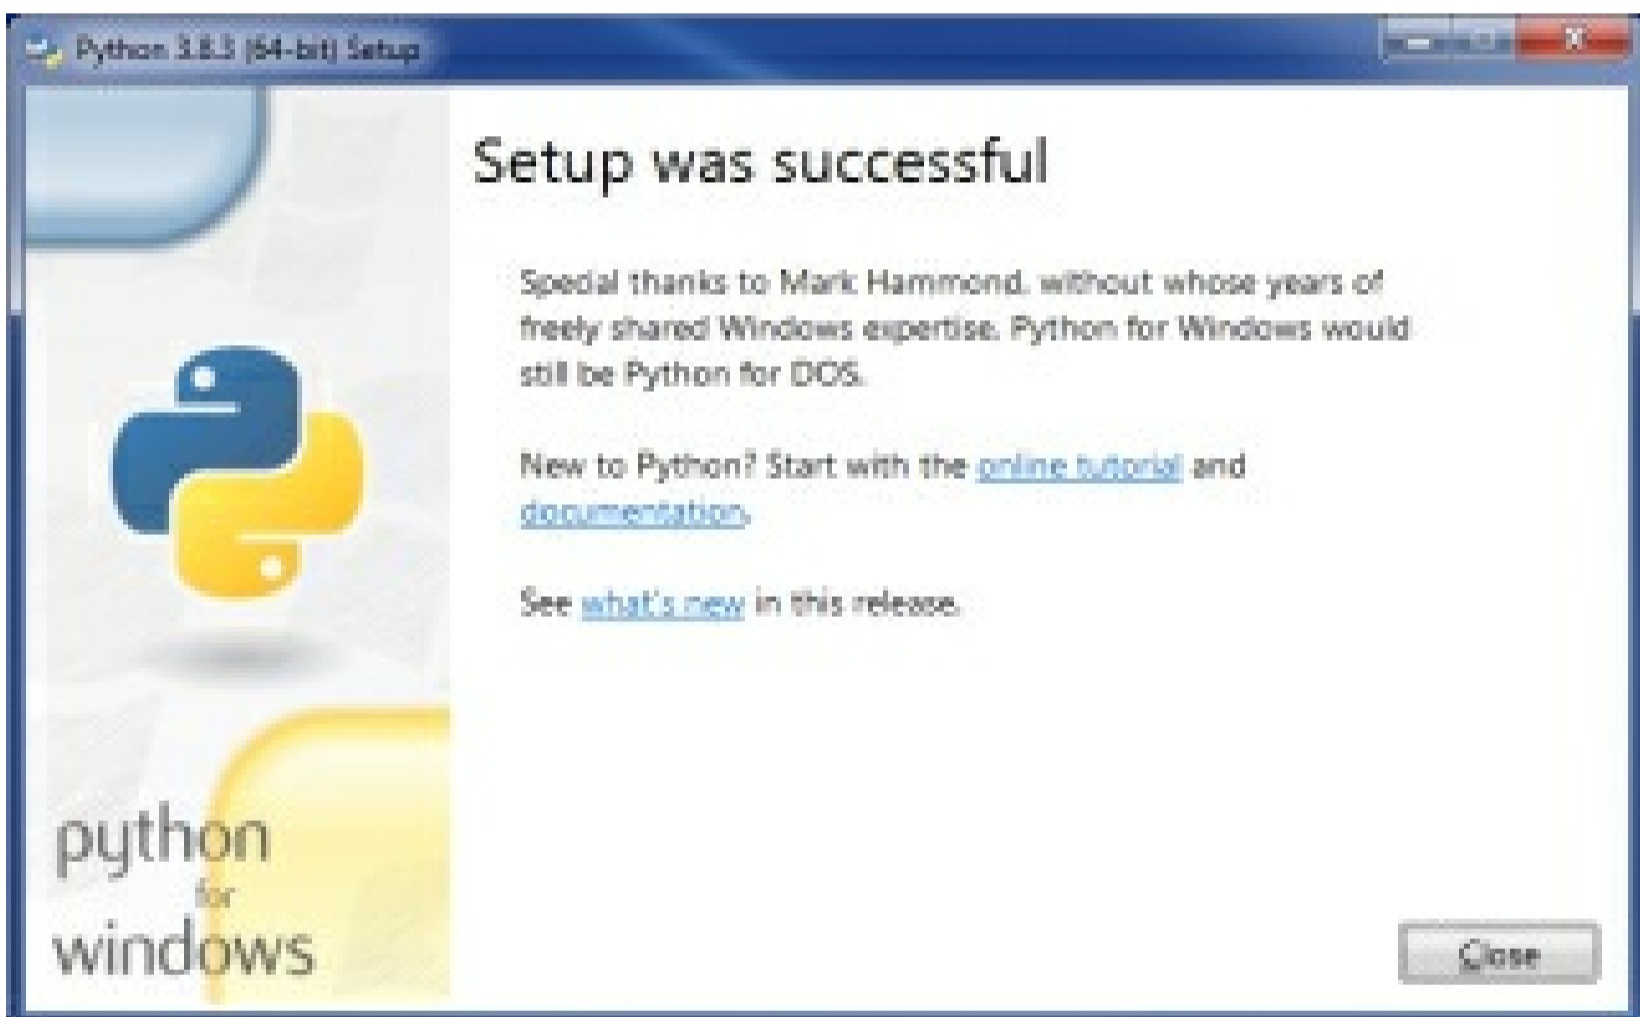 Python 3.8.3 (64-bit) Setup
Setup was successful
Special thanks to Mark Hammond, without whose years of
freely shared Windows expertise, Python for Windows would
still be Python for DOS.
New to Python? Start with the online tutorial and
documentation.
See what's new in this release.
python
for
windows
Close